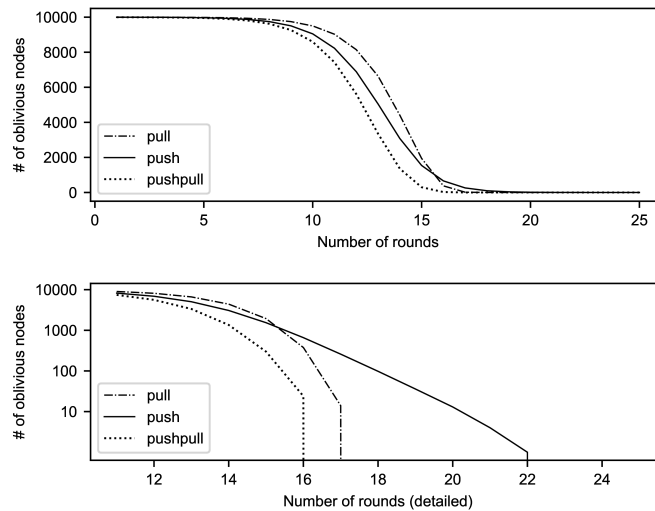 10000
8000
6000
4000
2000
0
# of oblivious nodes
pull
push
pushpull
0 5 10 15 20 25
Number of rounds
10000
1000
100
10
# of oblivious nodes
pull
push
pushpull
12 14 16 18 20 22 24
Number of rounds (detailed)